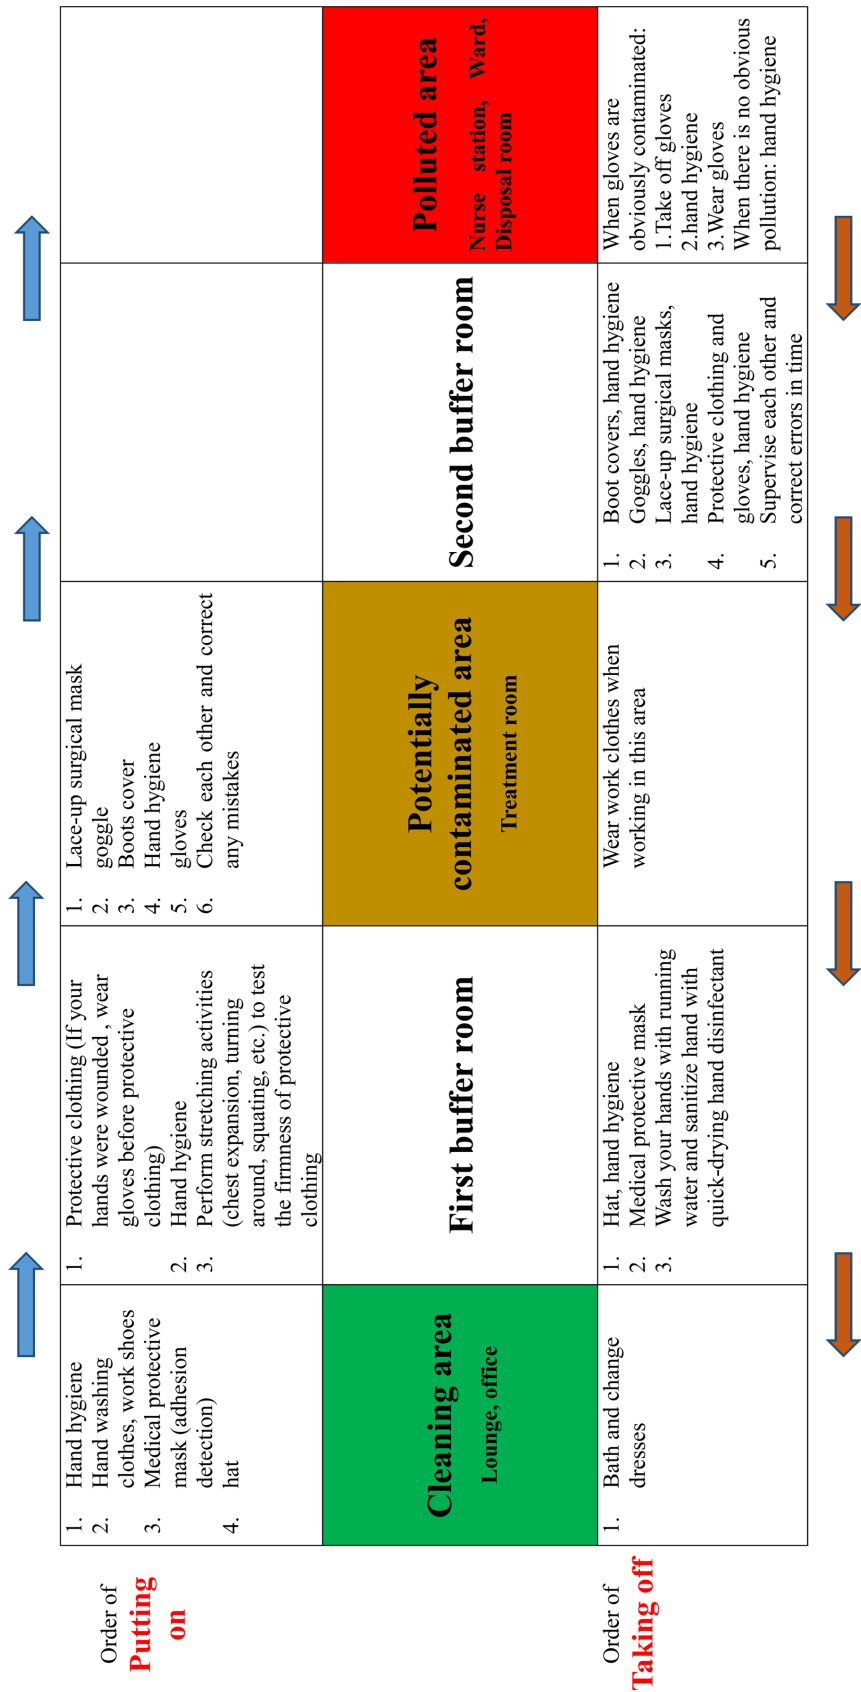 Order of
Putting
on
1. Hand hygiene
2. Hand washing
clothes, work shoes
3. Medical protective
mask (adhesion
detection)
4. hat
1. Protective clothing (If your
hands were wounded , wear
gloves before protective
clothing)
2. Hand hygiene
3. Perform stretching activities
(chest expansion, turning
around, squating, etc.) to test
the firmness of protective
clothing
1. Lace-up surgical mask
2. goggle
3. Boots cover
4. Hand hygiene
5. gloves
6. Check each other and correct
any mistakes
Cleaning area
Lounge, office
First buffer room
Potentially
contaminated area
Treatment room
Second buffer room
Polluted area
Nurse station, Ward,
Disposal room
Order of
Taking off
1. Bath and change
dresses
1. Hat, hand hygiene
2. Medical protective mask
3. Wash your hands with running
water and sanitize hand with
quick-drying hand disinfectant
Wear work clothes when
working in this area
1. Boot covers, hand hygiene
2. Goggles, hand hygiene
3. Lace-up surgical masks,
hand hygiene
4. Protective clothing and
gloves, hand hygiene
5. Supervise each other and
correct errors in time
When gloves are
obviously contaminated:
1.Take off gloves
2.hand hygiene
3.Wear gloves
When there is no obvious
pollution: hand hygiene